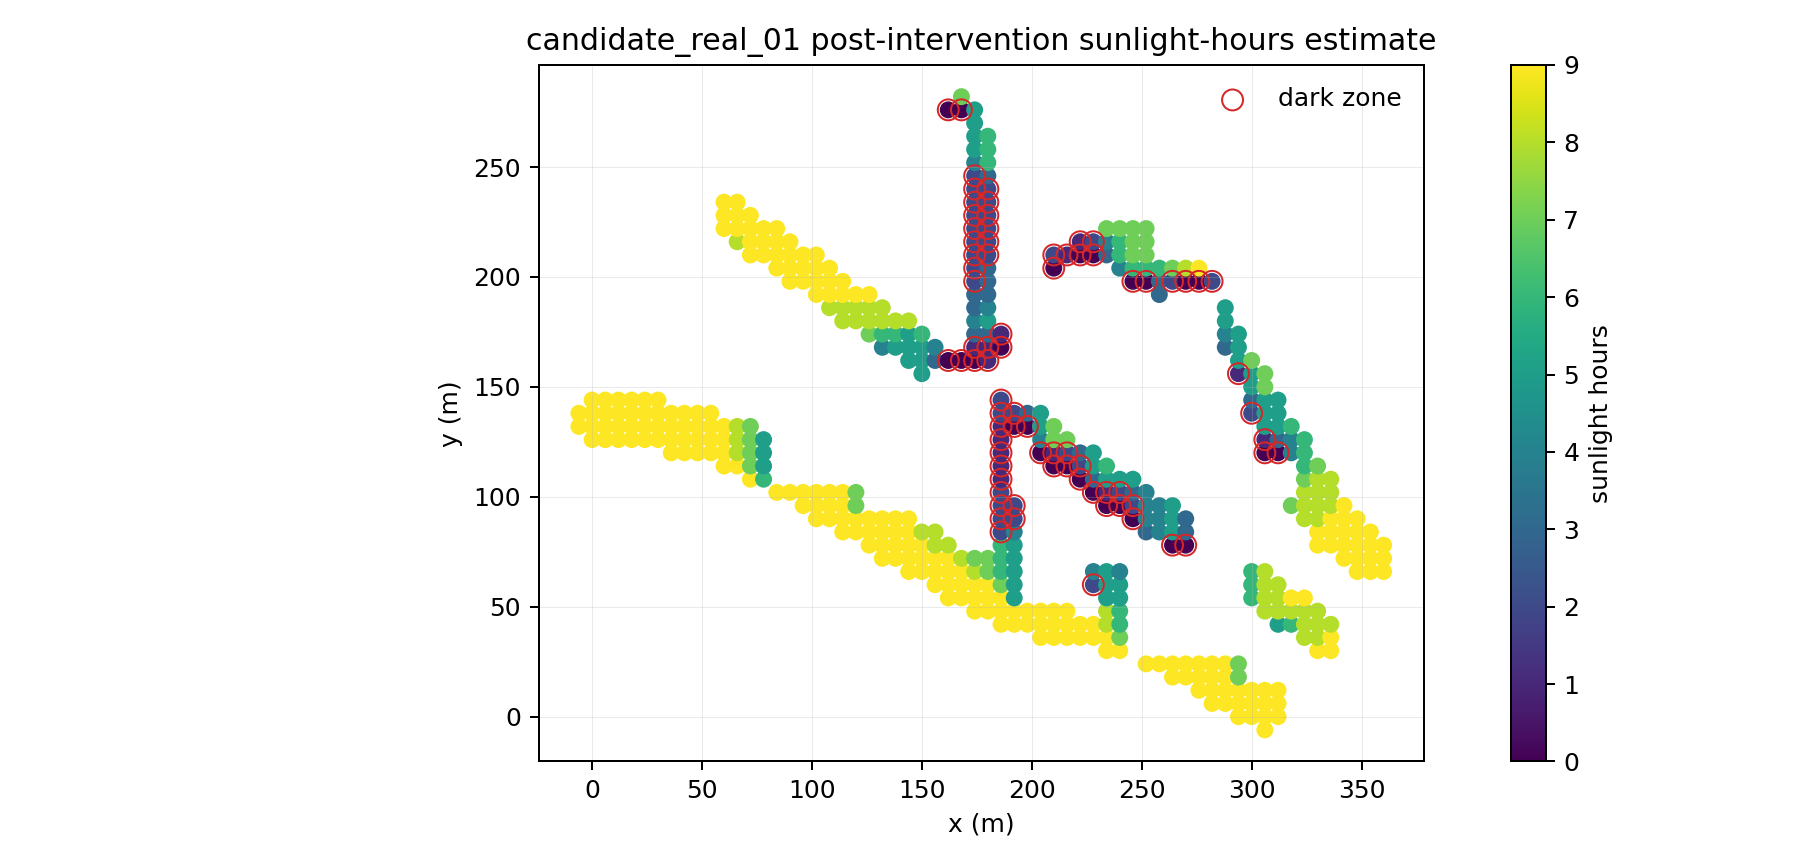 candidate_real_01 post-intervention sunlight-hours estimate
dark zone
y (m)
250
200
150
100
50
0
0 50 100 150 200 250 300 350
x (m)
9
8
7
6
5
4
3
2
1
0
sunlight hours